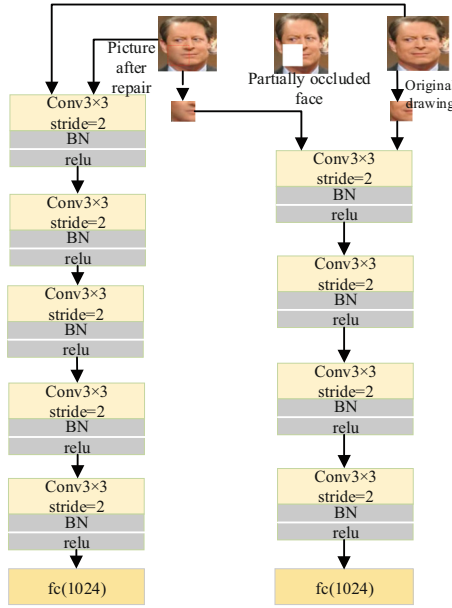 Picture
after
repair
Partially occluded
face
Original
drawing
Conv3×3
stride=2
BN
relu
Conv3×3
stride=2
BN
relu
Conv3×3
stride=2
BN
relu
Conv3×3
stride=2
BN
relu
Conv3×3
stride=2
BN
relu
fc(1024)
Conv3×3
stride=2
BN
relu
Conv3×3
stride=2
BN
relu
Conv3×3
stride=2
BN
relu
Conv3×3
stride=2
BN
relu
fc(1024)